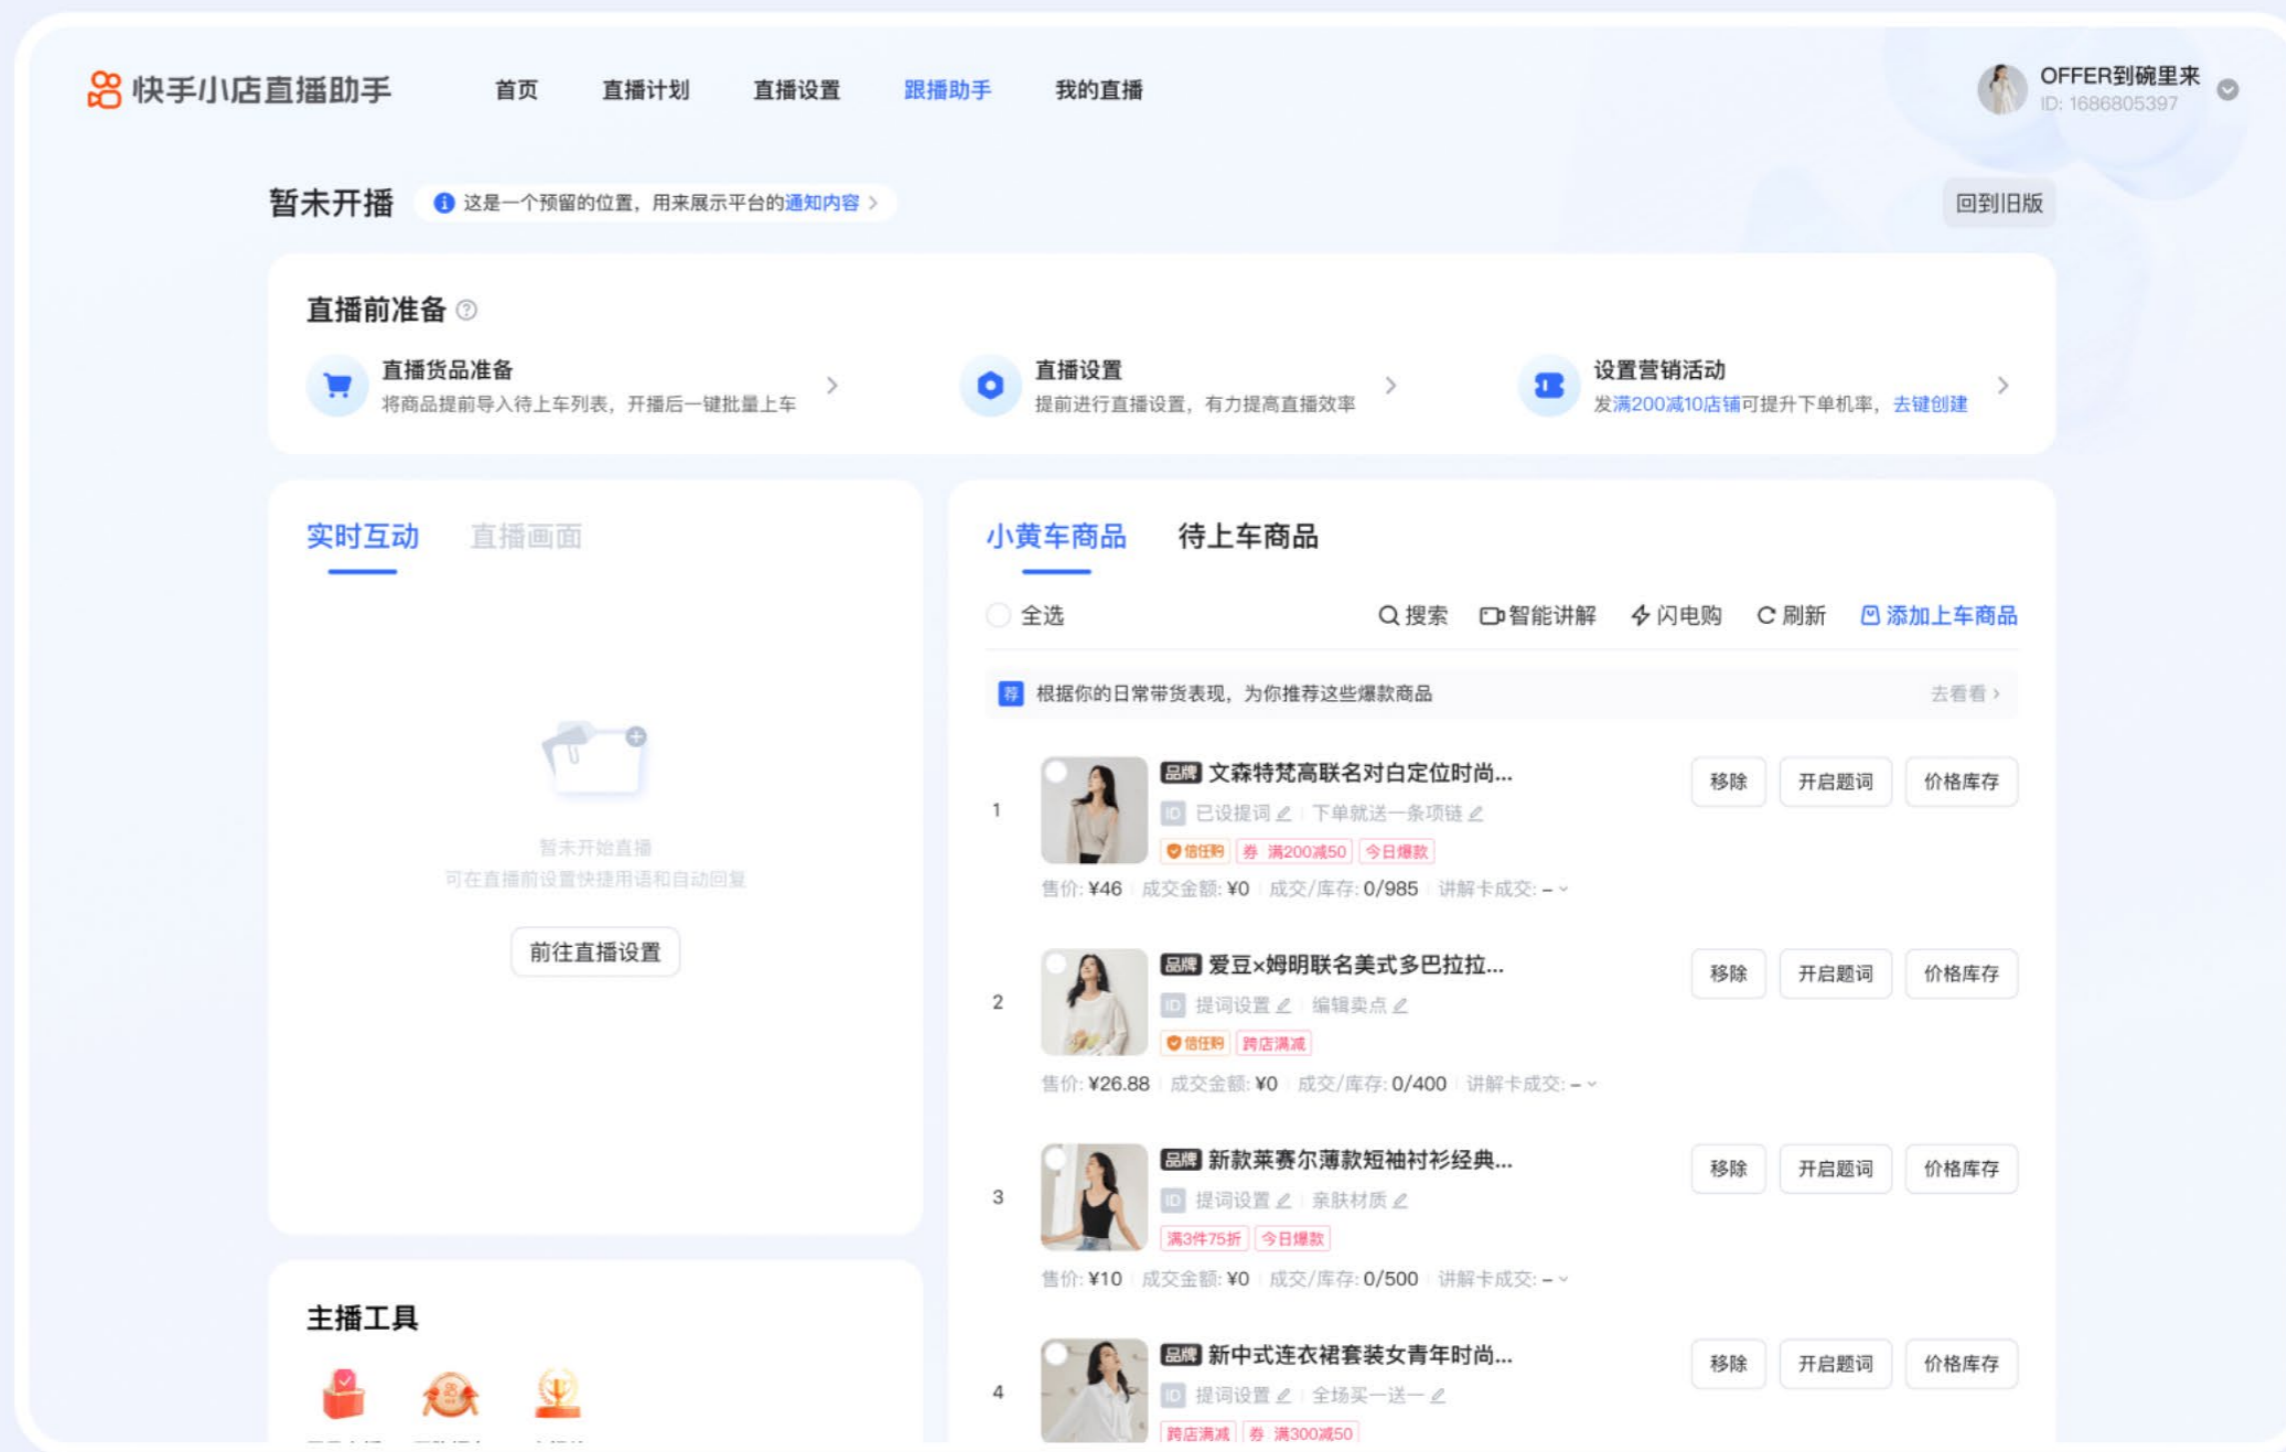 快手小店直播助手 首页 直播计划 直播设置 跟播助手 我的直播
OFFER到碗里来
ID: 1686805397
暂未开播 这是一个预留的位置，用来展示平台的通知内容
回到旧版
直播前准备
直播货品准备
将商品提前导入待上车列表，开播后一键批量上车
直播设置
提前进行直播设置，有力提高直播效率
设置营销活动
发满200减10店铺可提升下单机率，去键创建
实时互动 直播画面
暂未开始直播
可在直播前设置快捷用语和自动回复
前往直播设置
主播工具
小黄车商品 待上车商品
全选 搜索 智能讲解 闪电购 刷新 添加上车商品
荐 根据你的日常带货表现，为你推荐这些爆款商品 去看看
1
品牌 文森特梵高联名对白定位时尚...
ID 已设提词 下单就送一条项链
信任购 券 满200减50 今日爆款
售价: ¥46 成交金额: ¥0 成交/库存: 0/985 讲解卡成交: –
移除 开启题词 价格库存
2
品牌 爱豆×姆明联名美式多巴拉拉...
ID 提词设置 编辑卖点
信任购 跨店满减
售价: ¥26.88 成交金额: ¥0 成交/库存: 0/400 讲解卡成交: –
移除 开启题词 价格库存
3
品牌 新款莱赛尔薄款短袖衬衫经典...
ID 提词设置 亲肤材质
满3件75折 今日爆款
售价: ¥10 成交金额: ¥0 成交/库存: 0/500 讲解卡成交: –
移除 开启题词 价格库存
4
品牌 新中式连衣裙套装女青年时尚...
ID 提词设置 全场买一送一
跨店满减 券 满300减50
移除 开启题词 价格库存